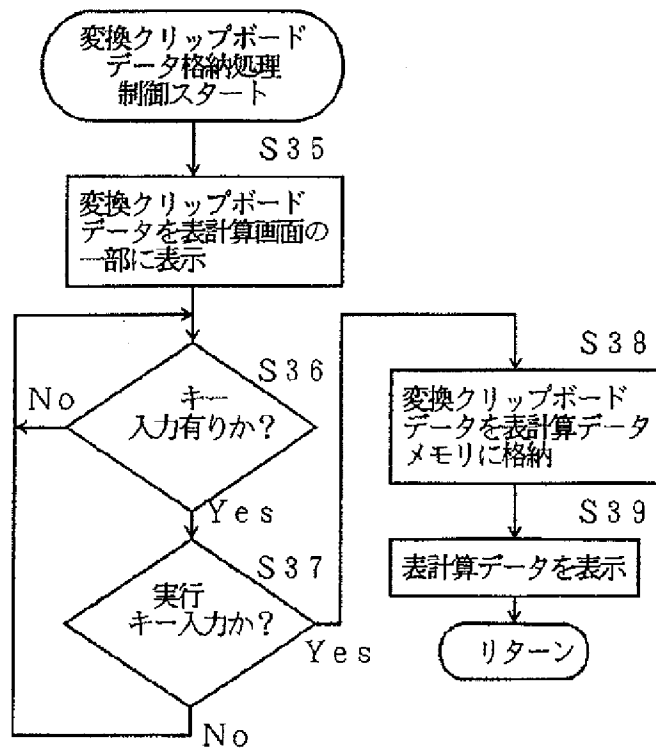 変換クリップボード
データ格納処理
制御スタート
S35
変換クリップボード
データを表計算画面の
一部に表示
S36
No
キー
入力有りか?
Yes
S37
実行
キー入力か?
Yes
No
S38
変換クリップボード
データを表計算データ
メモリに格納
S39
表計算データを表示
リターン